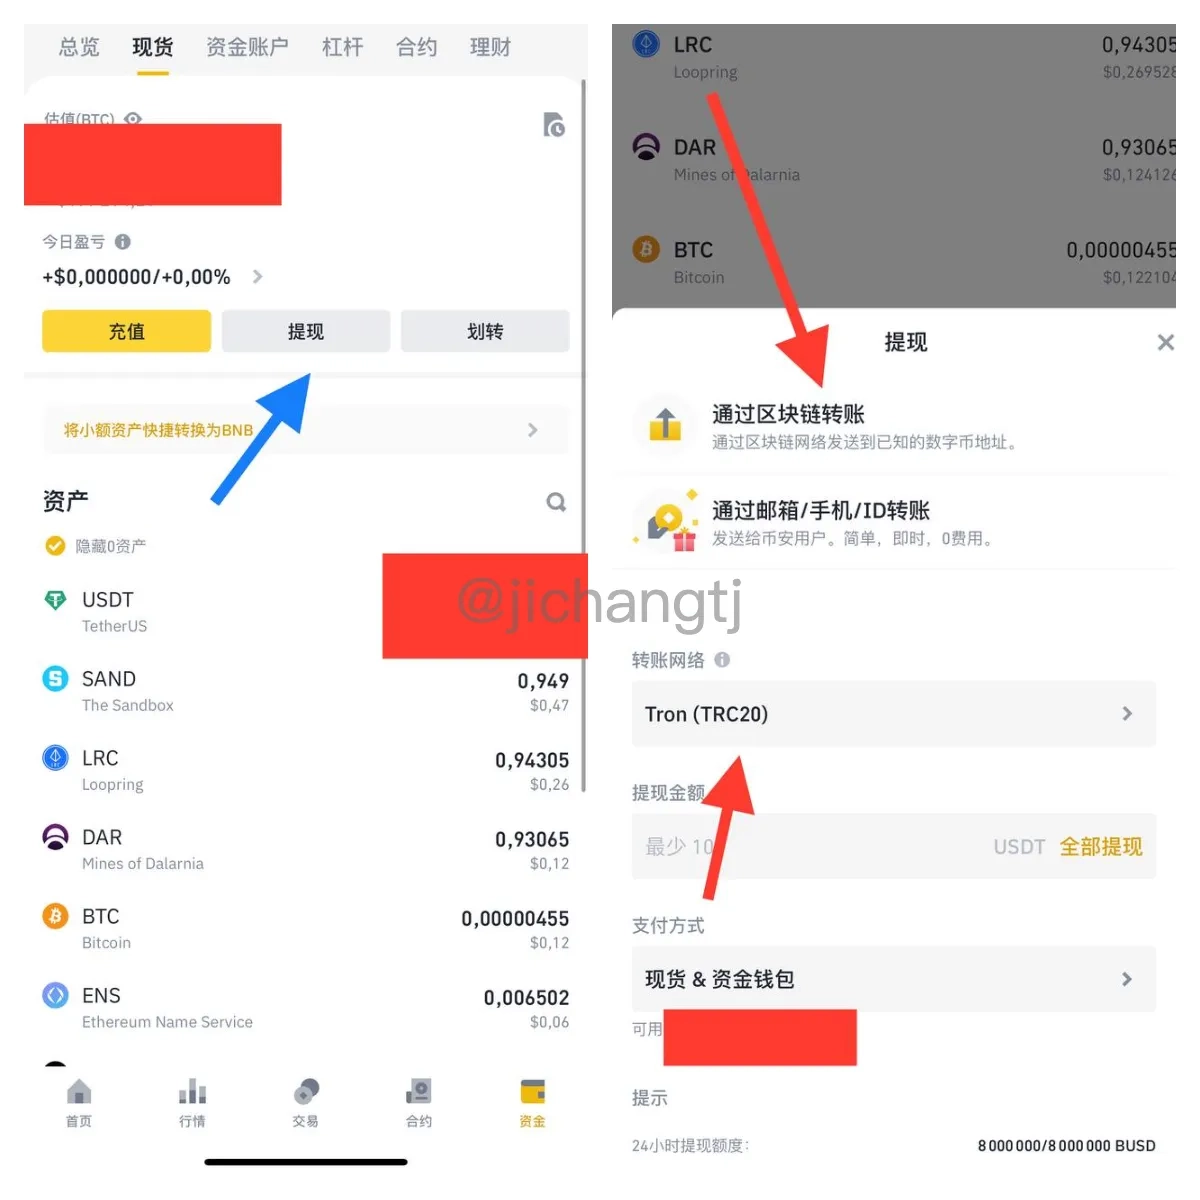 总览 现货 资金账户 杠杆 合约 理财
估值(BTC)
今日盈亏
+$0,000000/+0,00%
充值 提现 划转
将小额资产快捷转换为BNB
资产
隐藏0资产
USDT
TetherUS
SAND 0,949
The Sandbox $0,47
LRC 0,94305
Loopring $0,26
DAR 0,93065
Mines of Dalarnia $0,12
BTC 0,00000455
Bitcoin $0,12
ENS 0,006502
Ethereum Name Service $0,06
首页 行情 交易 合约 资金
LRC 0,94305
Loopring $0,269528
DAR 0,93065
Mines of Dalarnia $0,124126
BTC 0,00000455
Bitcoin $0,122104
提现
通过区块链转账
通过区块链网络发送到已知的数字币地址。
通过邮箱/手机/ID转账
发送给币安用户。简单，即时，0费用。
@jichangtj
转账网络
Tron (TRC20)
提现金额
最少 10 USDT 全部提现
支付方式
现货 & 资金钱包
可用
提示
24小时提现额度: 8 000 000/8 000 000 BUSD